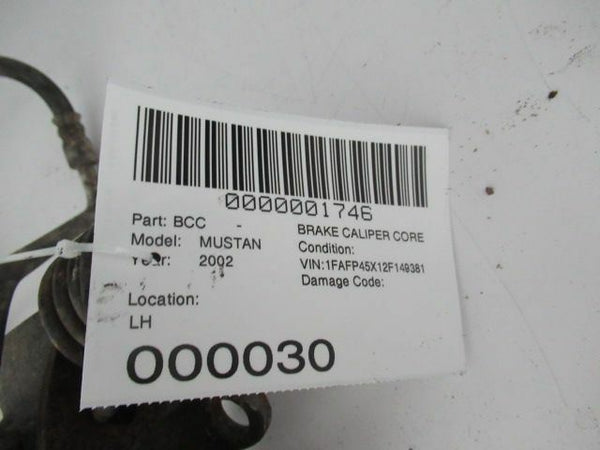 0000001746
Part: BCC - BRAKE CALIPER CORE
Model: MUSTAN Condition:
Year: 2002 VIN:1FAFP45X12F149381
Damage Code:
Location:
LH
000030